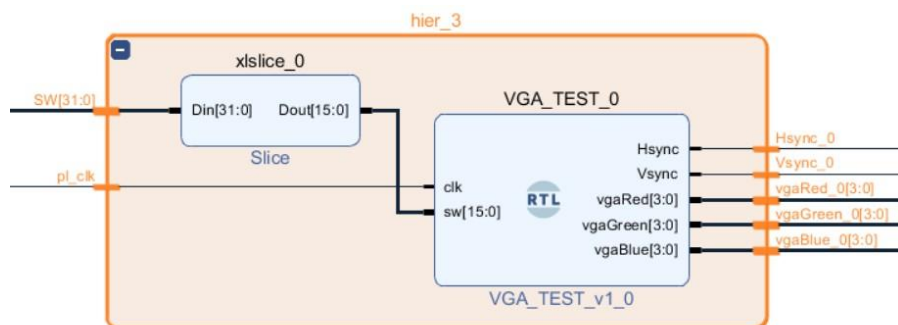 hier_3
xlslice_0
SW[31:0]
Din[31:0] Dout[15:0]
Slice
VGA_TEST_0
pl_clk
clk
sw[15:0]
RTL
Hsync
Vsync
vgaRed[3:0]
vgaGreen[3:0]
vgaBlue[3:0]
VGA_TEST_v1_0
Hsync_0
Vsync_0
vgaRed_0[3:0]
vgaGreen_0[3:0]
vgaBlue_0[3:0]